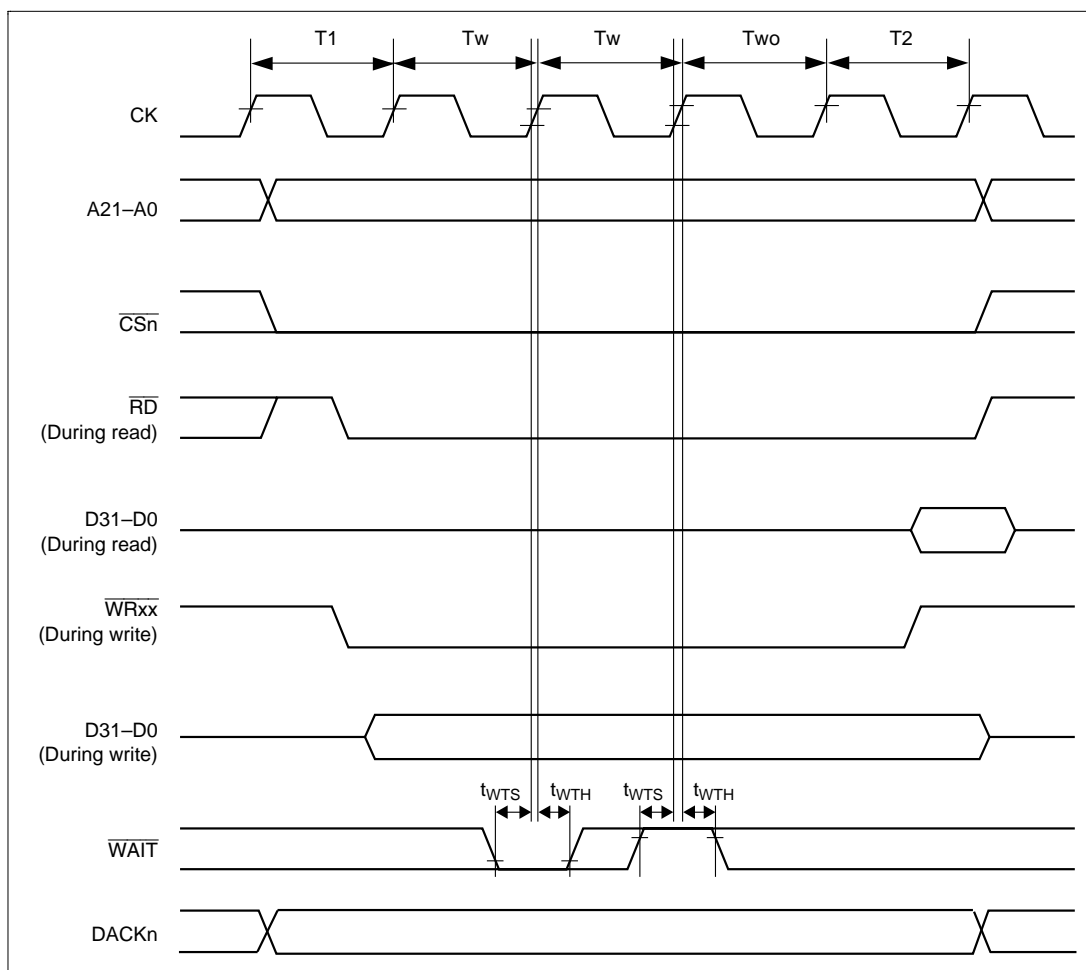 T1 Tw Tw Two T2
CK
A21–A0
CSn
RD
(During read)
D31–D0
(During read)
WRxx
(During write)
D31–D0
(During write)
tWTS tWTH tWTS tWTH
WAIT
DACKn